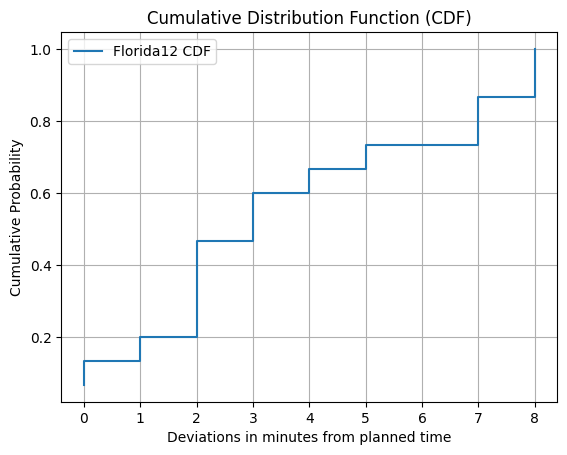 Cumulative Distribution Function (CDF)
Florida12 CDF
Cumulative Probability
1.0
0.8
0.6
0.4
0.2
0 1 2 3 4 5 6 7 8
Deviations in minutes from planned time